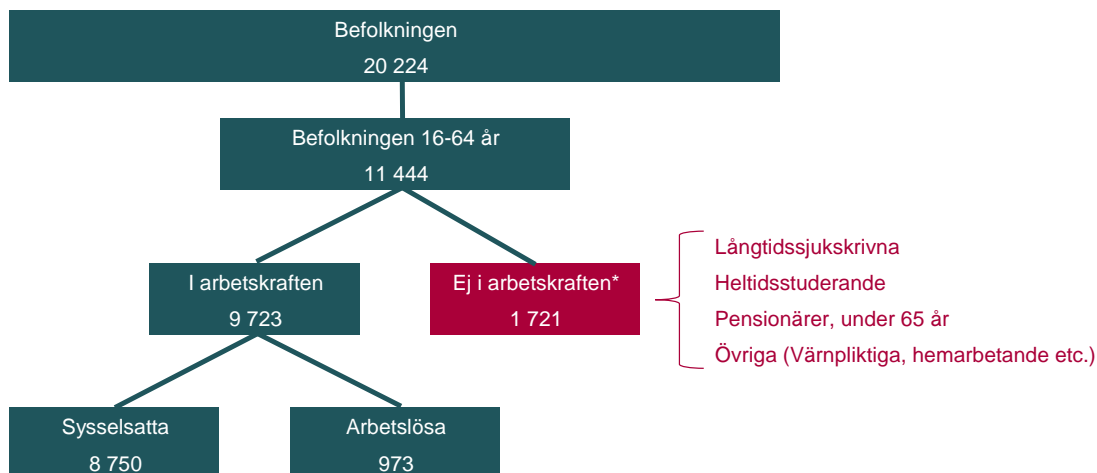 Befolkningen
20 224
Befolkningen 16-64 år
11 444
I arbetskraften
9 723
Ej i arbetskraften*
1 721
Långtidssjukskrivna
Heltidsstuderande
Pensionärer, under 65 år
Övriga (Värnpliktiga, hemarbetande etc.)
Sysselsatta
8 750
Arbetslösa
973